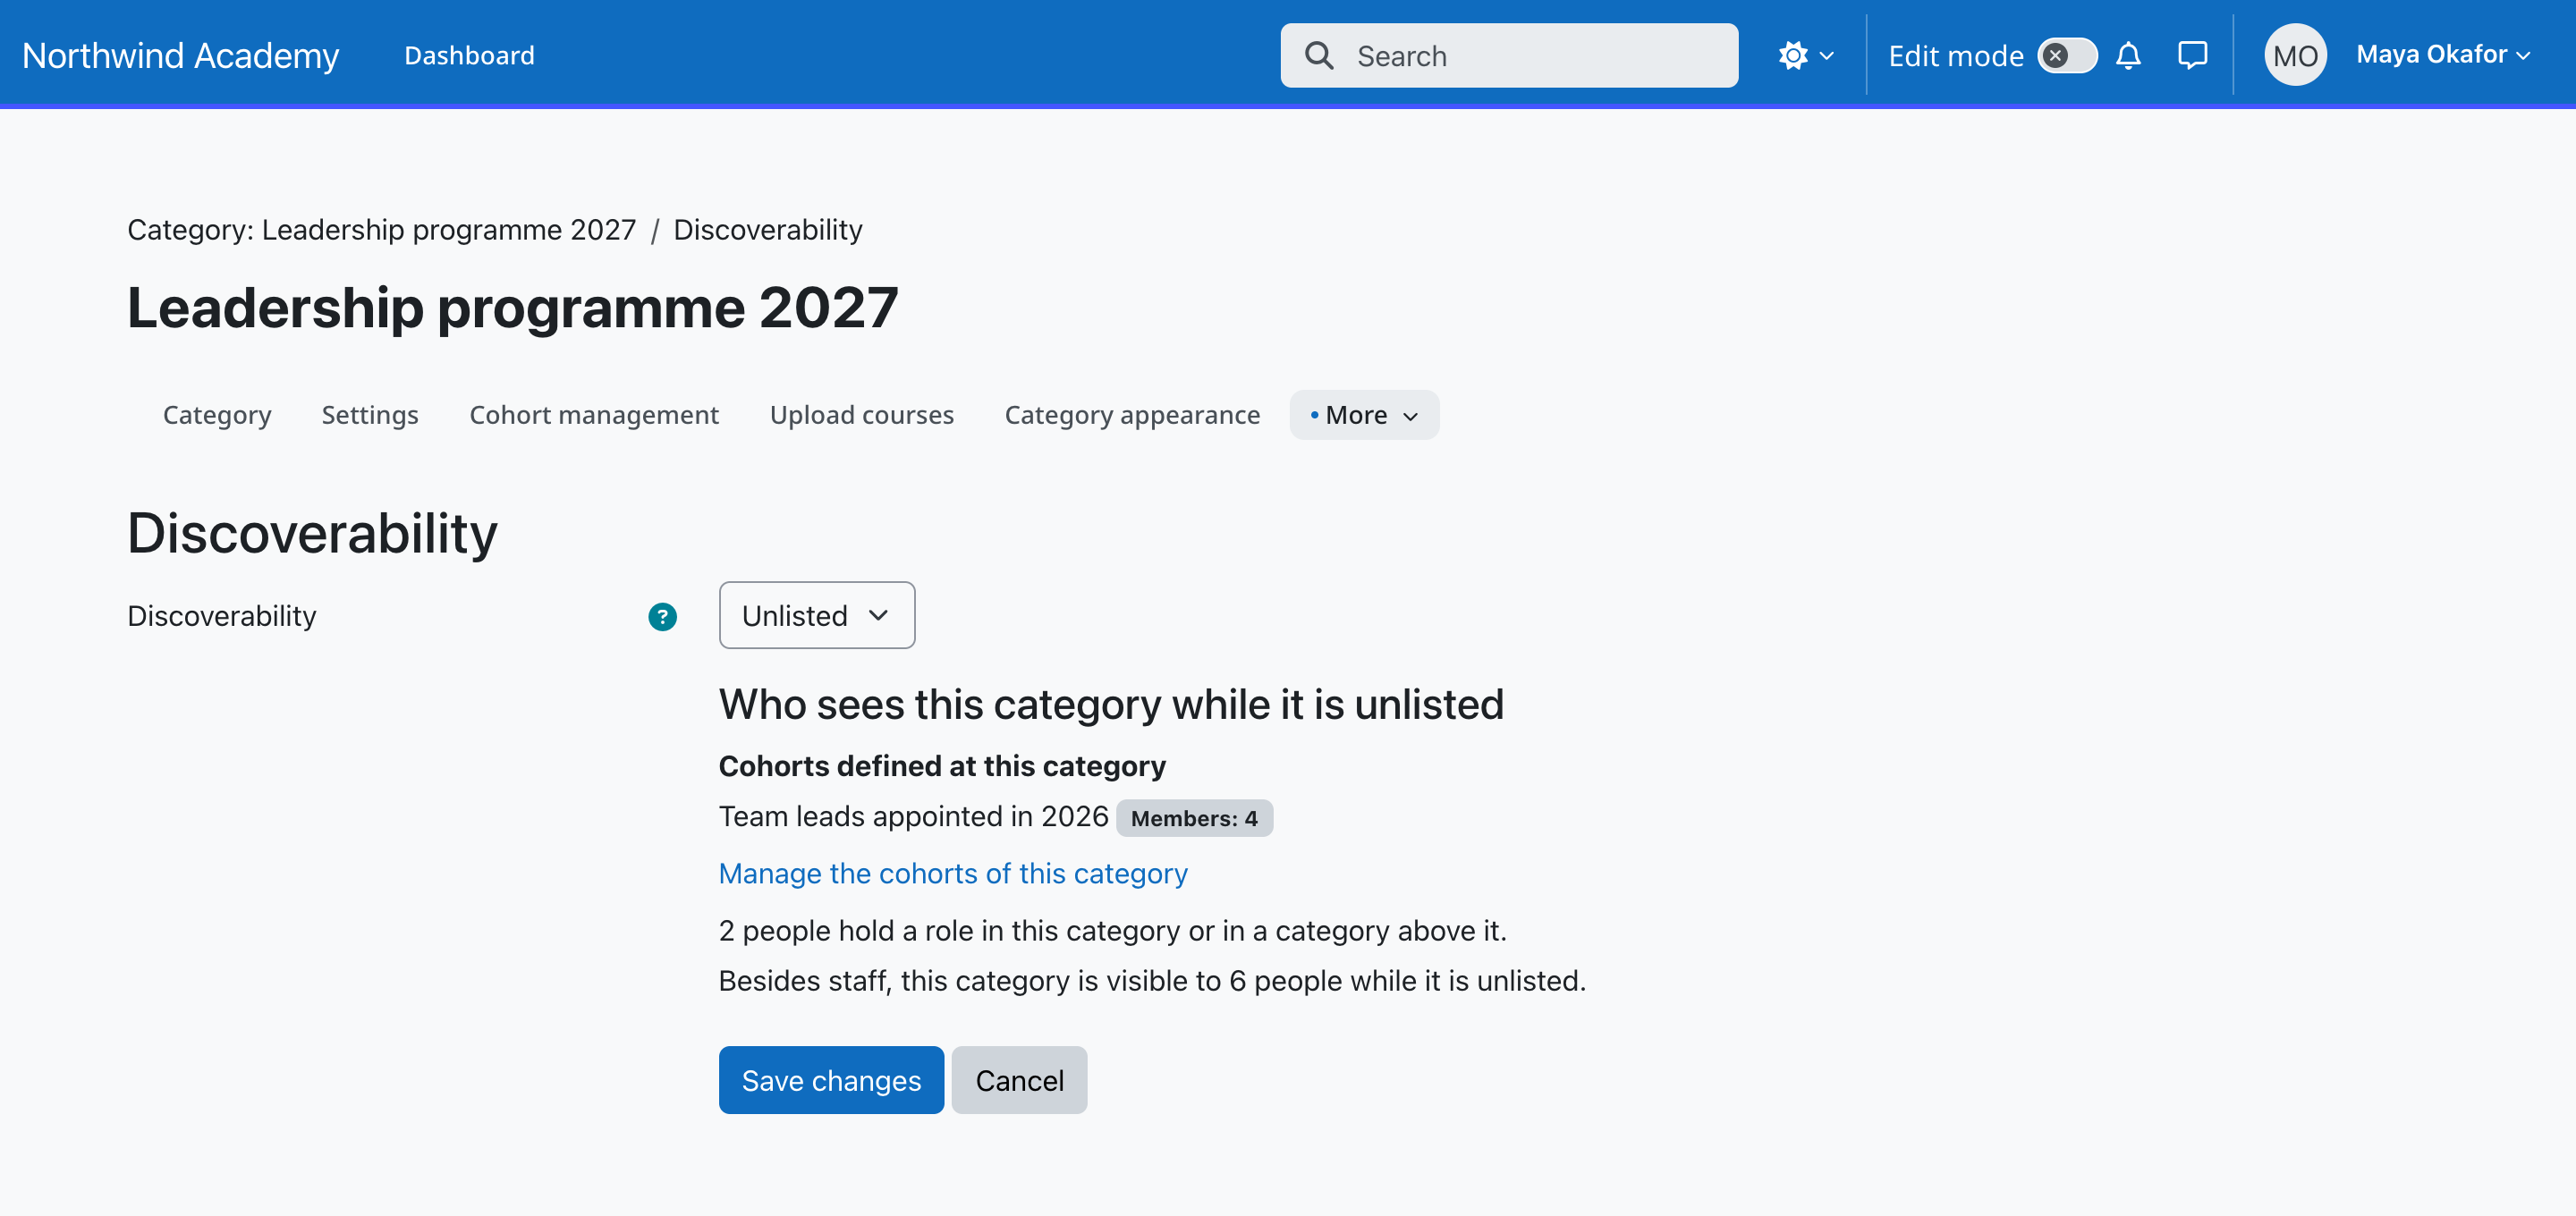 Northwind Academy Dashboard Search Edit mode MO Maya Okafor
Category: Leadership programme 2027 / Discoverability
Leadership programme 2027
Category Settings Cohort management Upload courses Category appearance • More
Discoverability
Discoverability ? Unlisted
Who sees this category while it is unlisted
Cohorts defined at this category
Team leads appointed in 2026 Members: 4
Manage the cohorts of this category
2 people hold a role in this category or in a category above it.
Besides staff, this category is visible to 6 people while it is unlisted.
Save changes Cancel